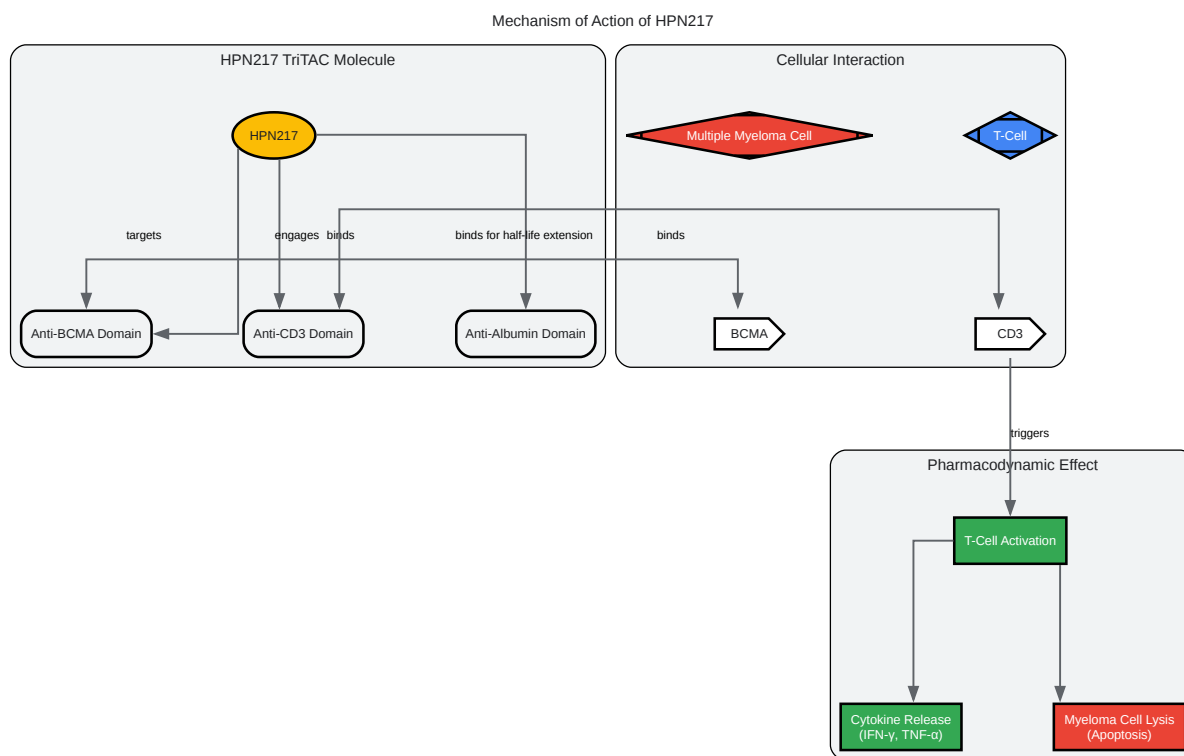 Mechanism of Action of HPN217
HPN217 TriTAC Molecule
Cellular Interaction
HPN217
Multiple Myeloma Cell
T-Cell
targets
engages
binds
binds for half-life extension
binds
Anti-BCMA Domain
Anti-CD3 Domain
Anti-Albumin Domain
BCMA
CD3
triggers
Pharmacodynamic Effect
T-Cell Activation
Cytokine Release
(IFN-γ, TNF-α)
Myeloma Cell Lysis
(Apoptosis)